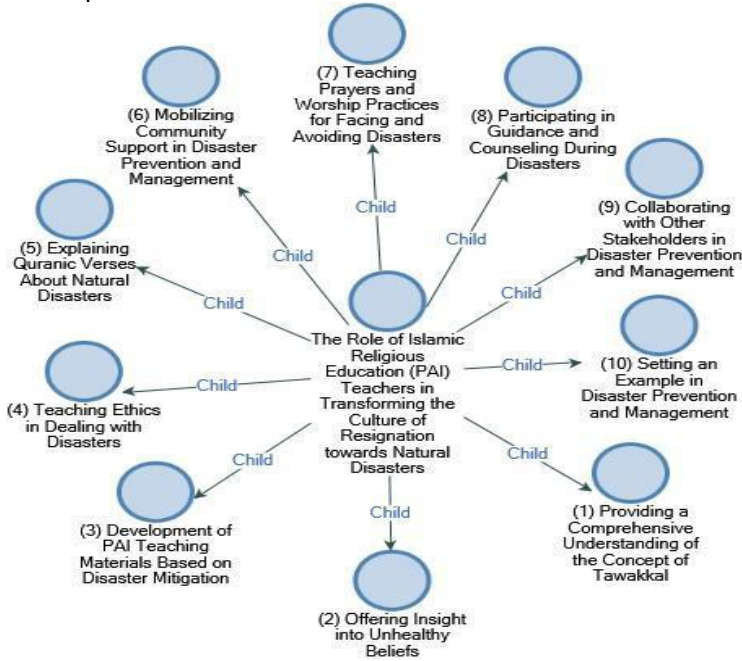 (7) Teaching
Prayers and
Worship Practices
for Facing and
Avoiding Disasters
(6) Mobilizing
Community
Support in Disaster
Prevention and
Management
(8) Participating in
Guidance and
Counseling During
Disasters
(9) Collaborating
with Other
Stakeholders in
Disaster Prevention
and Management
(5) Explaining
Quranic Verses
About Natural
Disasters
Child
Child
Child
Child
Child
The Role of Islamic
Religious
Education (PAI)
Teachers in
Transforming the
Culture of
Resignation
towards Natural
Disasters
Child
(10) Setting an
Example in
Disaster Prevention
and Management
Child
(4) Teaching Ethics
in Dealing with
Disasters
Child
Child
Child
(3) Development of
PAI Teaching
Materials Based on
Disaster Mitigation
(1) Providing a
Comprehensive
Understanding of
the Concept of
Tawakkal
(2) Offering Insight
into Unhealthy
Beliefs